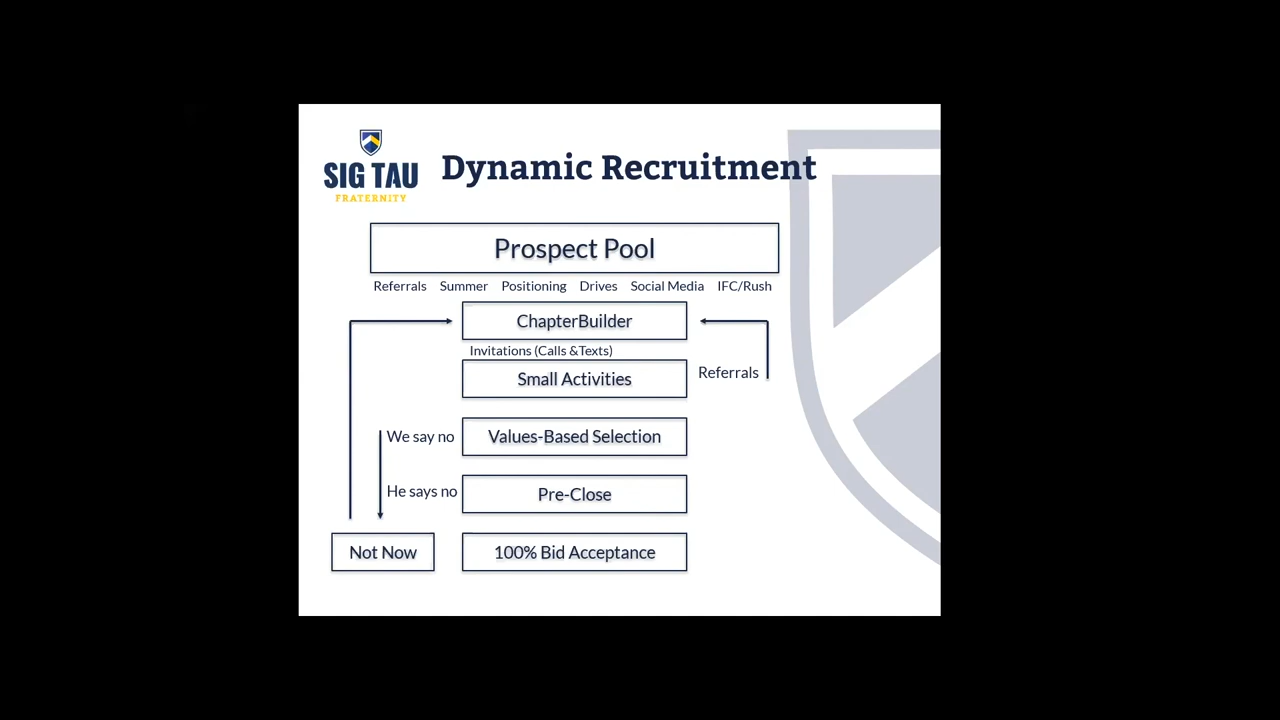 SIG TAU
FRATERNITY
Dynamic Recruitment
Prospect Pool
Referrals Summer Positioning Drives Social Media IFC/Rush
ChapterBuilder
Invitations (Calls &Texts)
Small Activities
Referrals
We say no
Values-Based Selection
He says no
Pre-Close
Not Now
100% Bid Acceptance